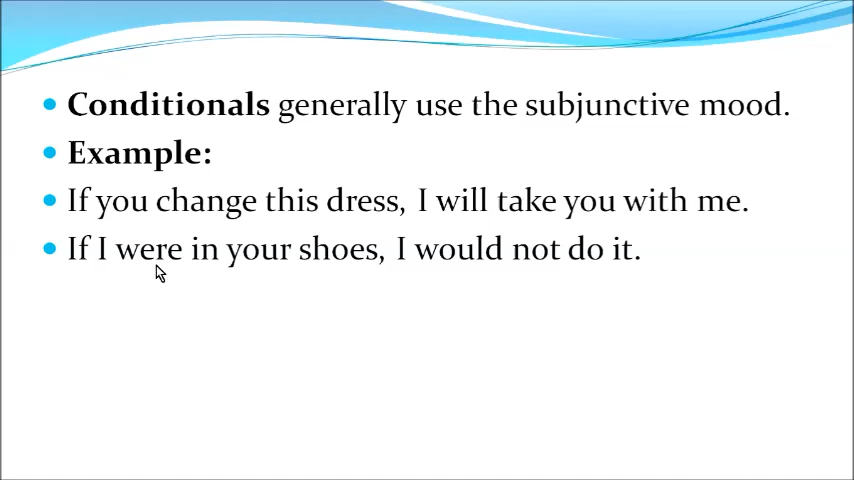 Conditionals generally use the subjunctive mood.
Example:
If you change this dress, I will take you with me.
If I were in your shoes, I would not do it.